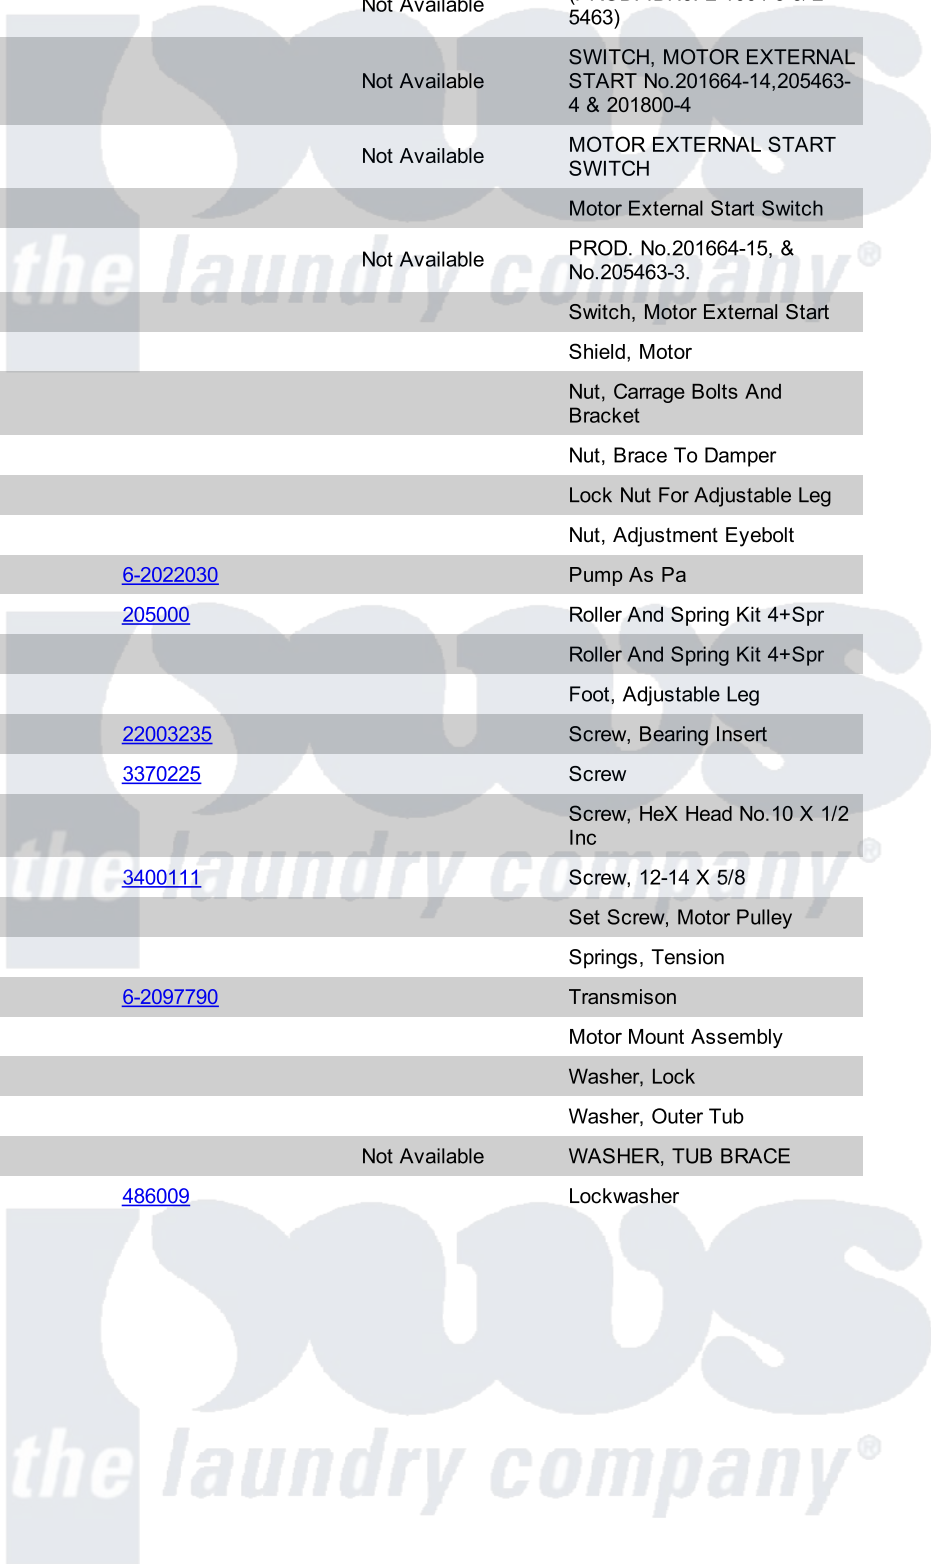 Not Available
5463)
SWITCH, MOTOR EXTERNAL
Not Available START No.201664-14,205463-
4 & 201800-4
MOTOR EXTERNAL START
Not Available
SWITCH
Motor External Start Switch
PROD. No.201664-15, &
Not Available
No.205463-3.
Switch, Motor External Start
Shield, Motor
Nut, Carrage Bolts And
Bracket
Nut, Brace To Damper
Lock Nut For Adjustable Leg
Nut, Adjustment Eyebolt
6-2022030 Pump As Pa
205000 Roller And Spring Kit 4+Spr
Roller And Spring Kit 4+Spr
Foot, Adjustable Leg
22003235 Screw, Bearing Insert
3370225 Screw
Screw, HeX Head No.10 X 1/2
Inc
3400111 Screw, 12-14 X 5/8
Set Screw, Motor Pulley
Springs, Tension
6-2097790 Transmison
Motor Mount Assembly
Washer, Lock
Washer, Outer Tub
Not Available WASHER, TUB BRACE
486009 Lockwasher
pws
the laundry company®
pws
the laundry company®
pws
the laundry company®